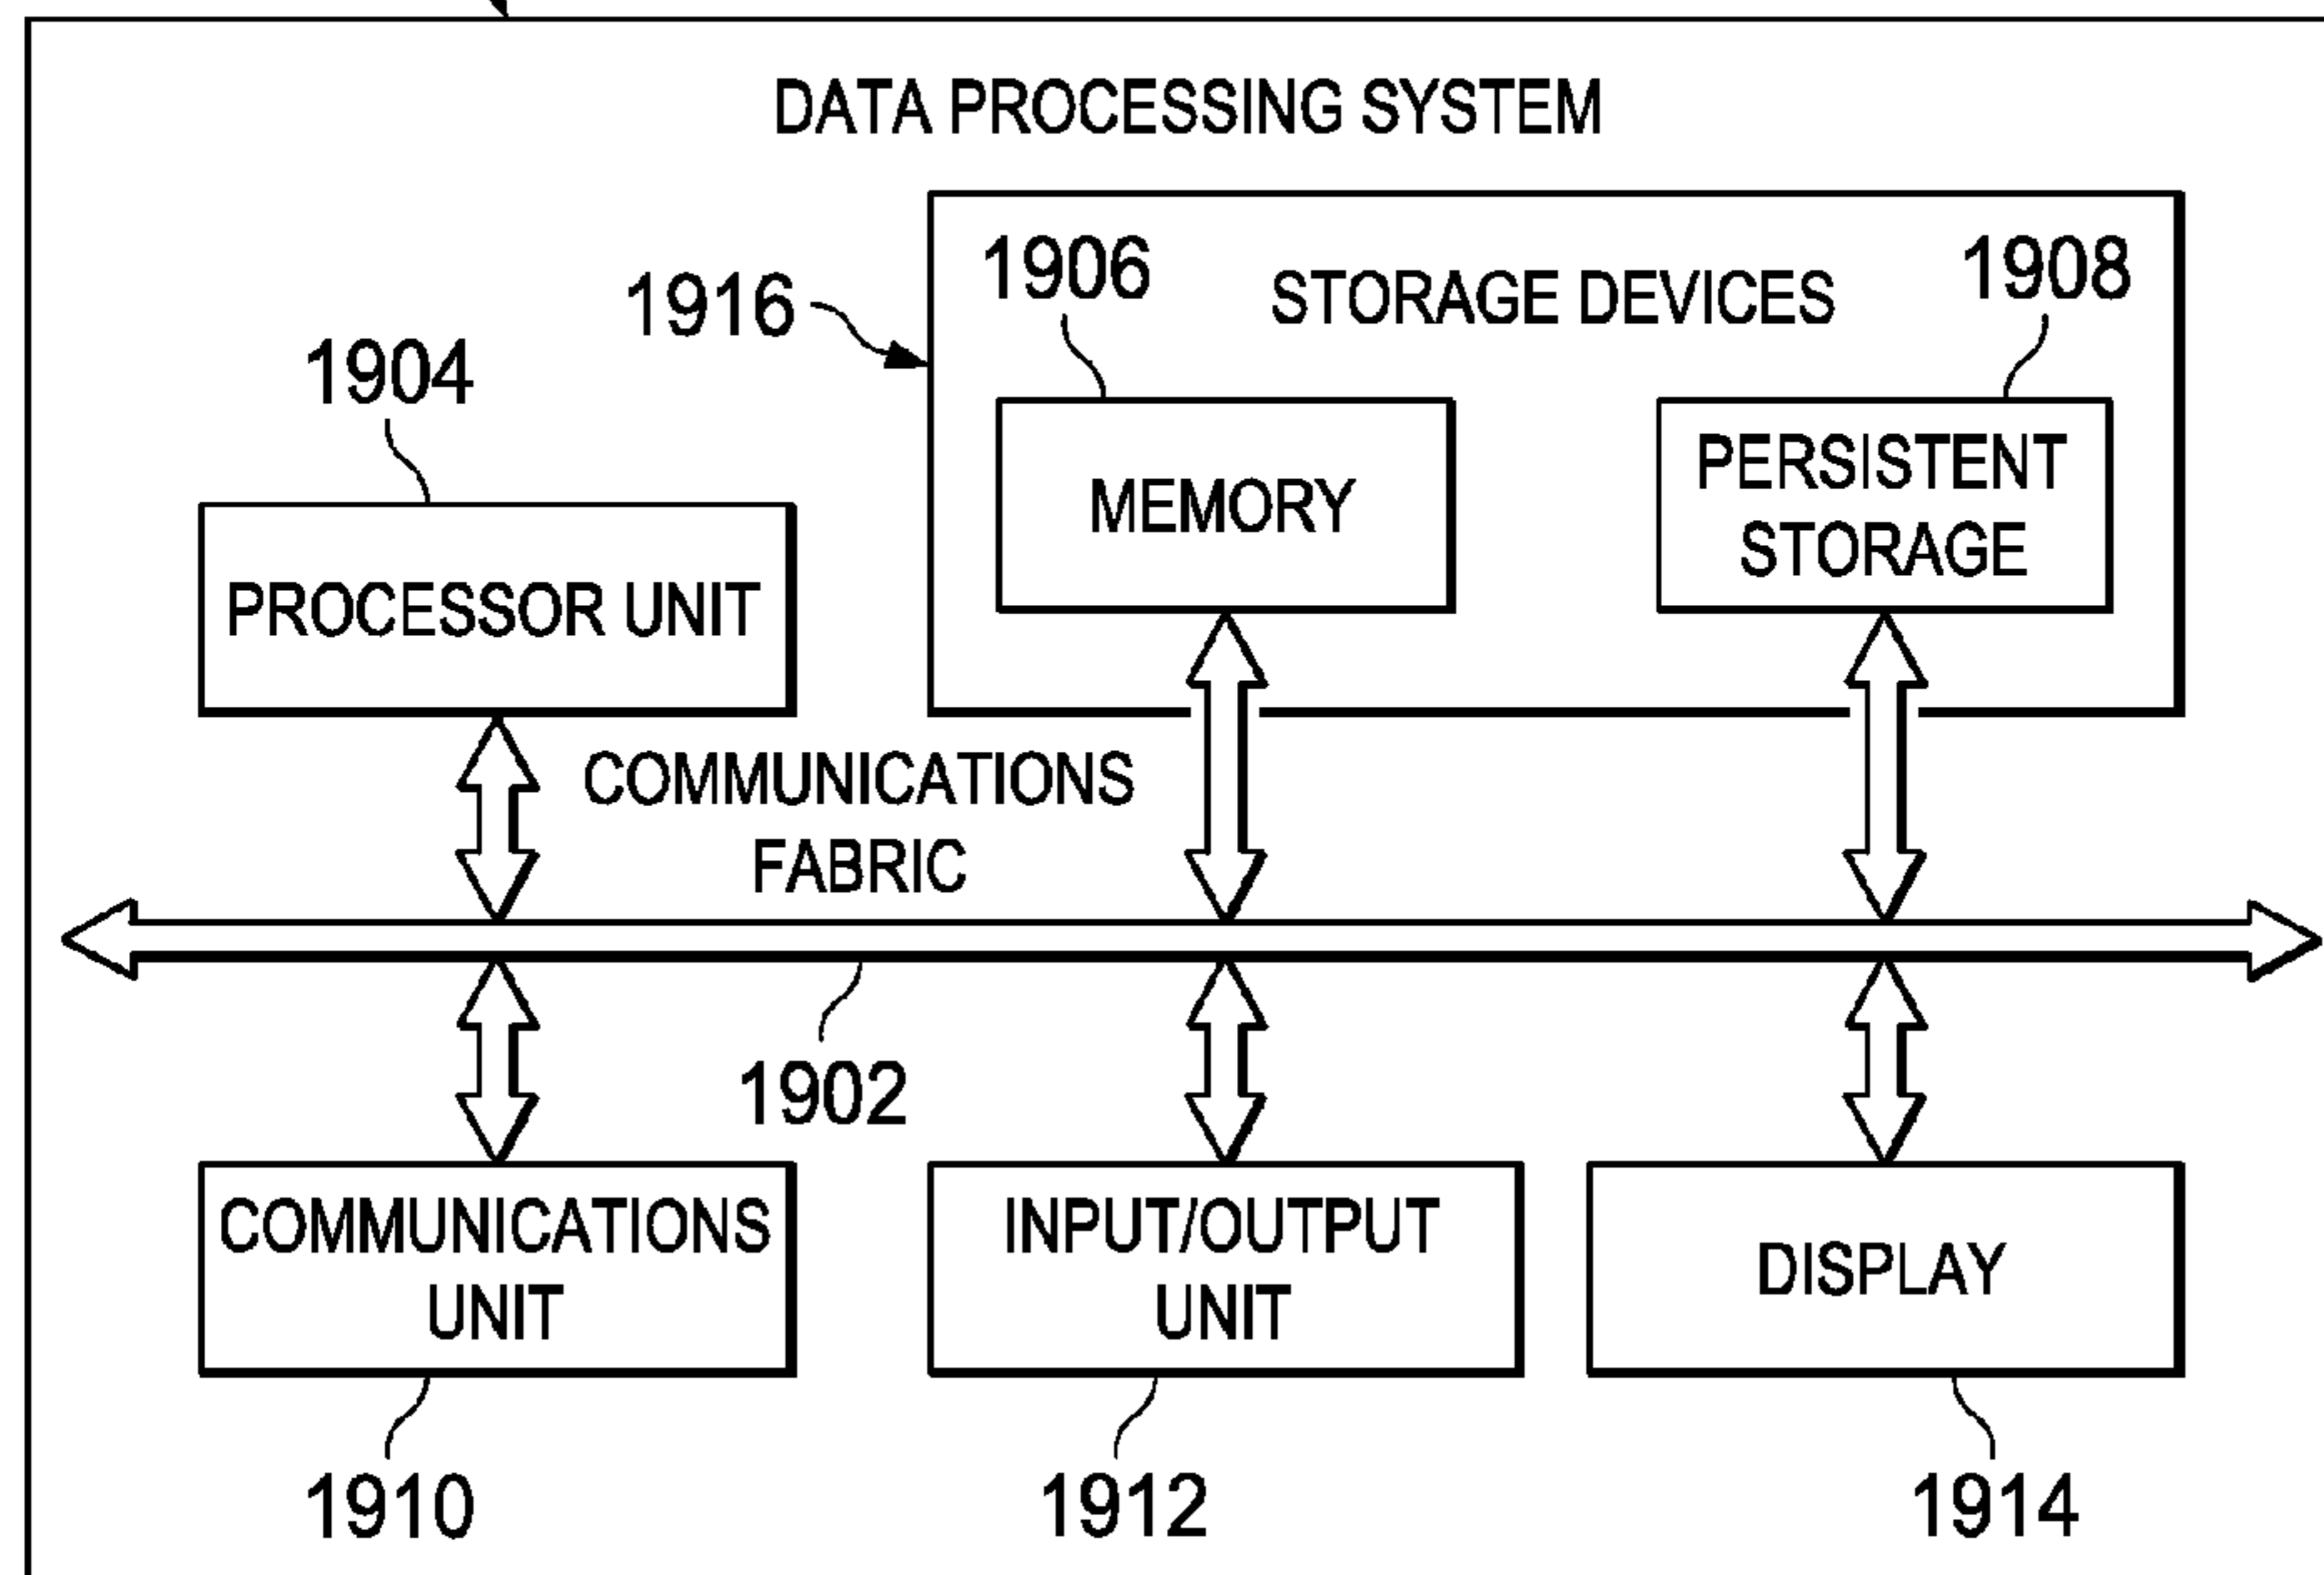 DATA PROCESSING SYSTEM
1916
1906
STORAGE DEVICES
1908
1904
MEMORY
PERSISTENT
STORAGE
PROCESSOR UNIT
COMMUNICATIONS
FABRIC
1902
COMMUNICATIONS
UNIT
INPUT/OUTPUT
UNIT
DISPLAY
1910
1912
1914